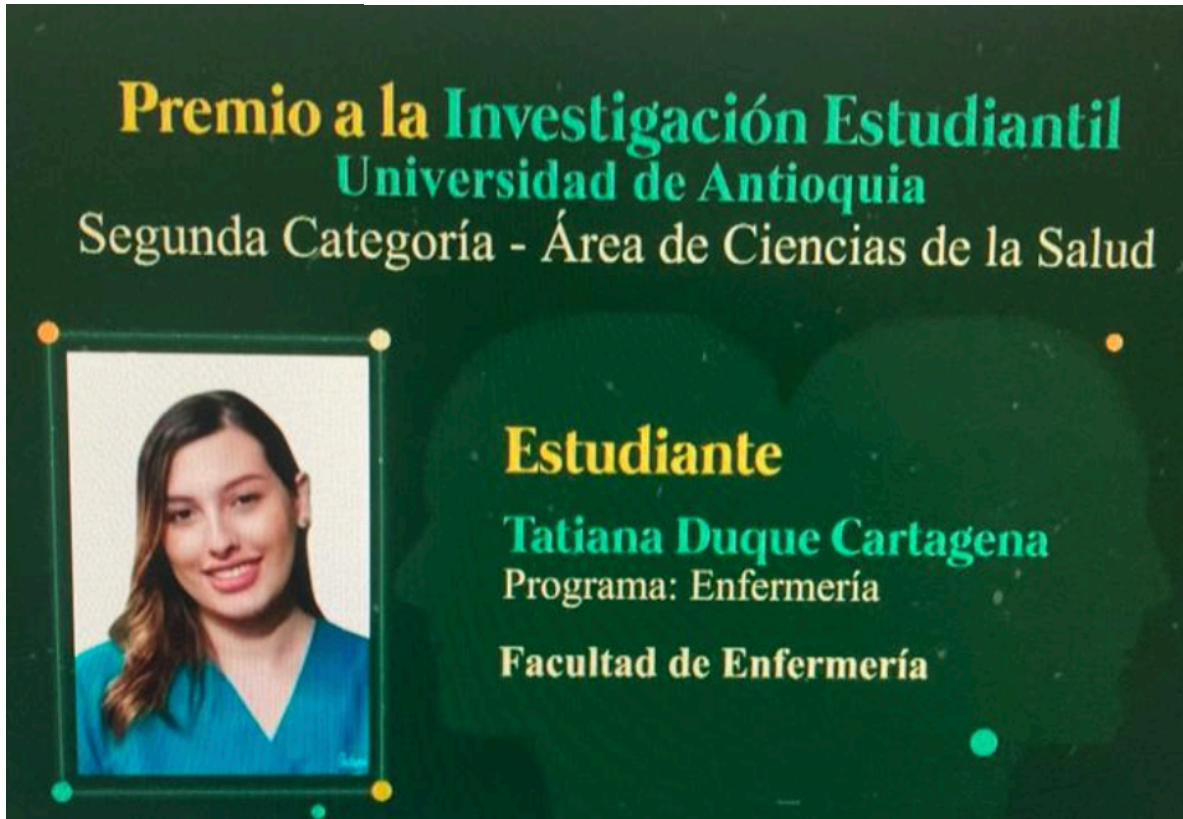 Premio a la Investigación Estudiantil
Universidad de Antioquia
Segunda Categoría - Área de Ciencias de la Salud
Estudiante
Tatiana Duque Cartagena
Programa: Enfermería
Facultad de Enfermería